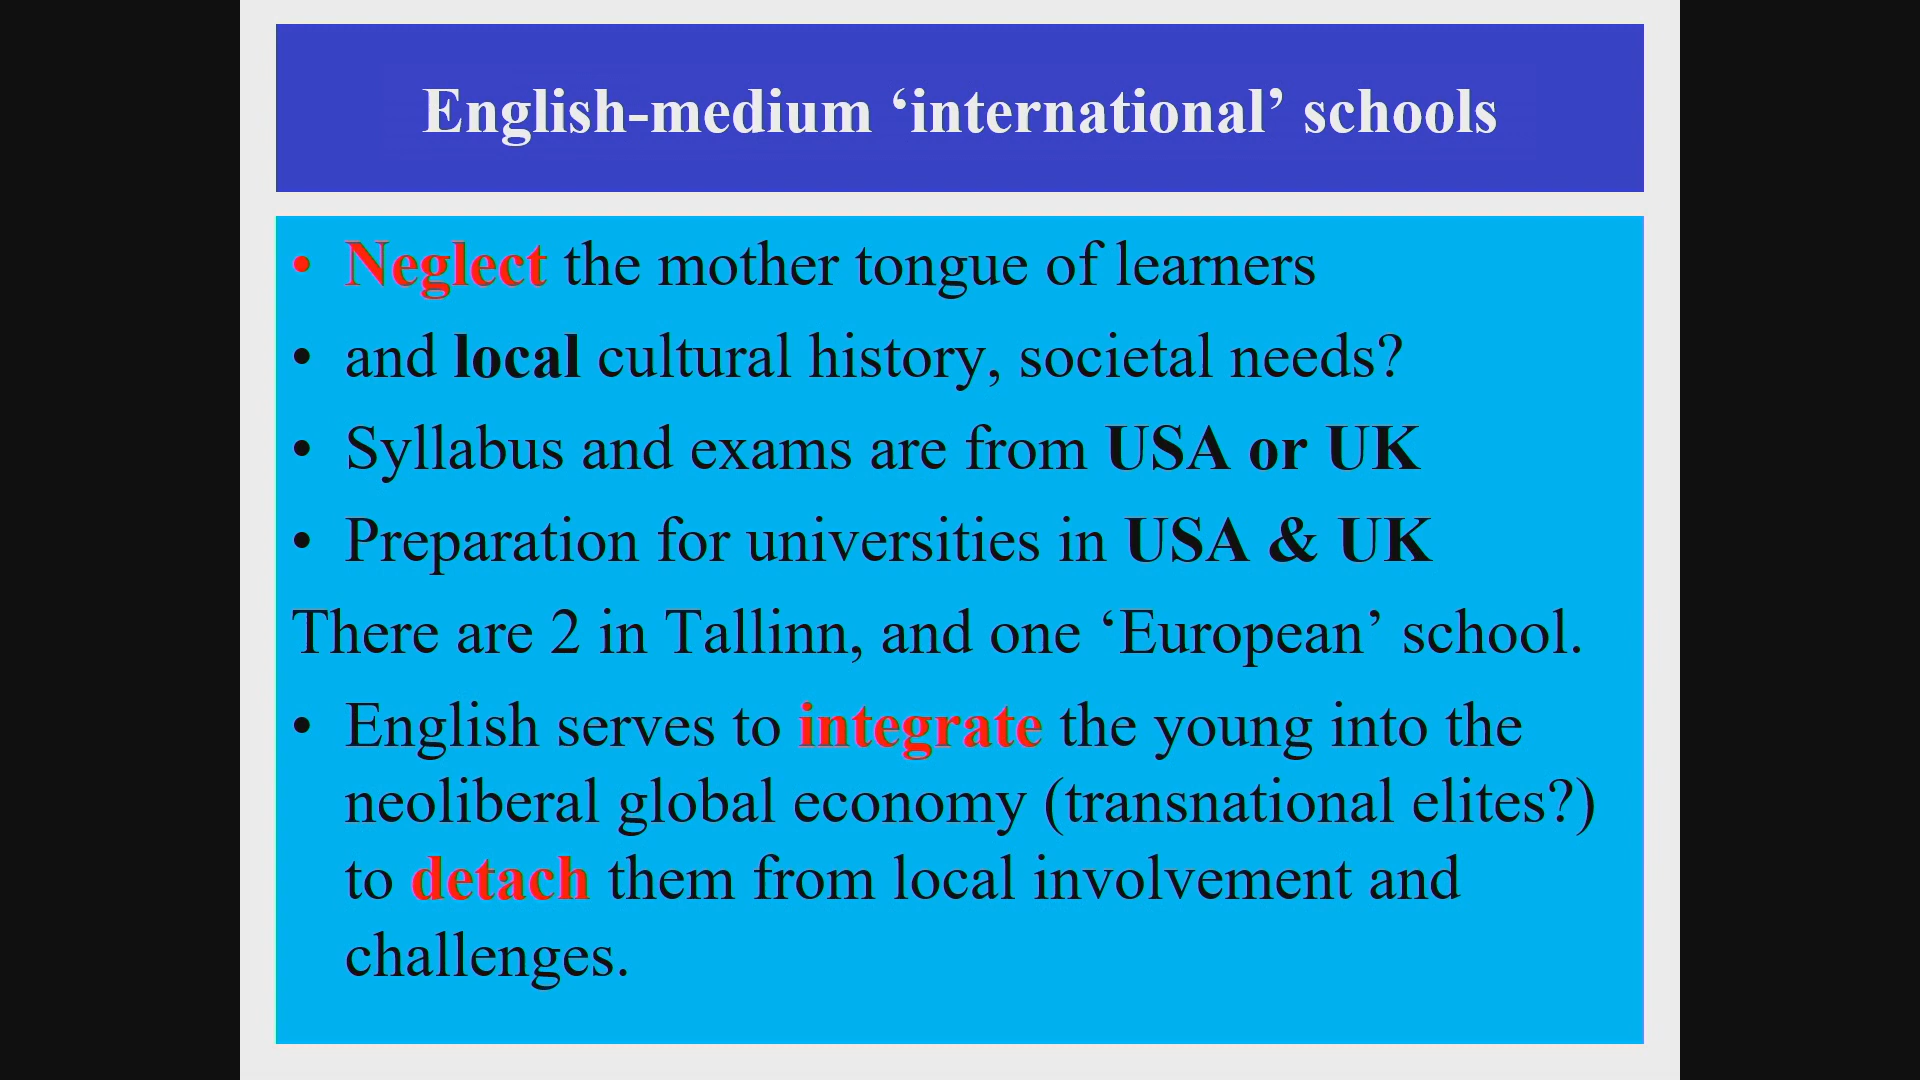 English-medium ‘international’ schools
• Neglect the mother tongue of learners
• and local cultural history, societal needs?
• Syllabus and exams are from USA or UK
• Preparation for universities in USA & UK
There are 2 in Tallinn, and one ‘European’ school.
• English serves to integrate the young into the
neoliberal global economy (transnational elites?)
to detach them from local involvement and
challenges.